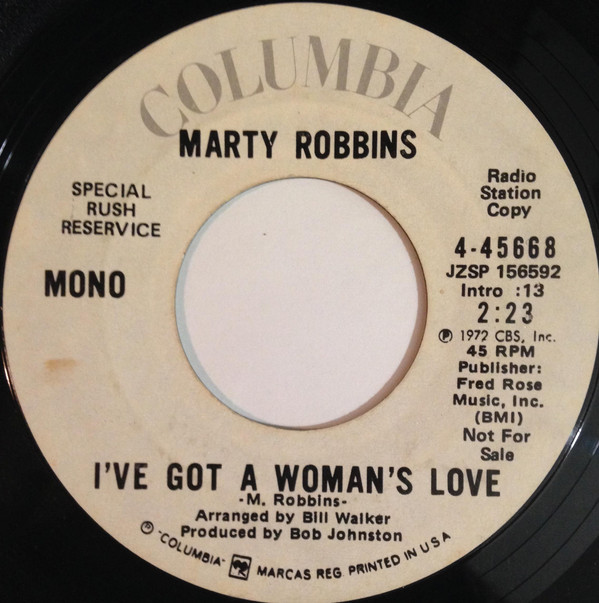 COLUMBIA
MARTY ROBBINS
SPECIAL
RUSH
RESERVICE
MONO
Radio
Station
Copy
4-45668
JZSP 156592
Intro :13
2:23
℗ 1972 CBS, Inc.
45 RPM
Publisher:
Fred Rose
Music, Inc.
(BMI)
Not For
Sale
I'VE GOT A WOMAN'S LOVE
-M. Robbins-
Arranged by Bill Walker
Produced by Bob Johnston
® "COLUMBIA" MARCAS REG. PRINTED IN U S A